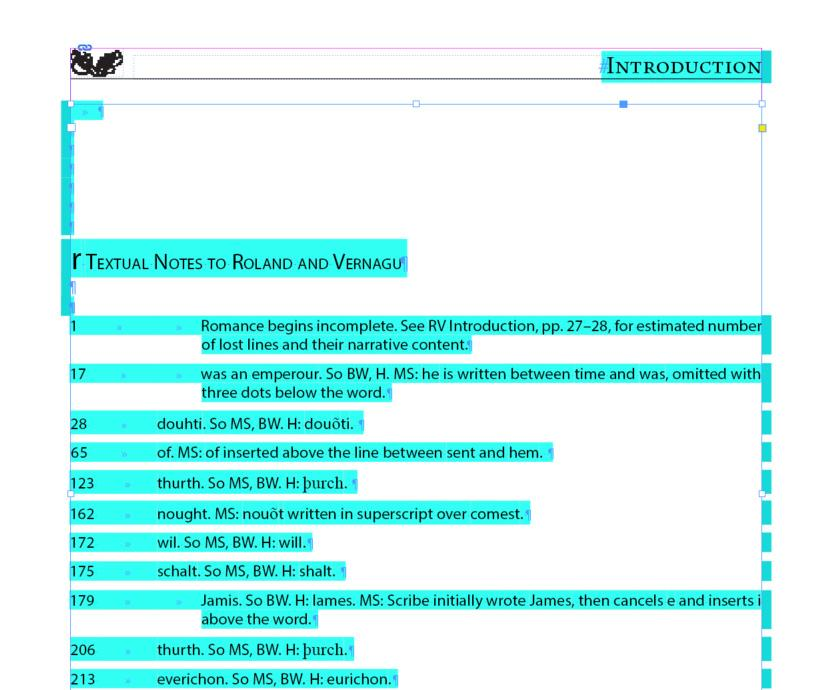 #Introduction
r Textual Notes to Roland and Vernagu
1 Romance begins incomplete. See RV Introduction, pp. 27–28, for estimated number
of lost lines and their narrative content.
17 was an emperour. So BW, H. MS: he is written between time and was, omitted with
three dots below the word.
28 douhti. So MS, BW. H: douõti.
65 of. MS: of inserted above the line between sent and hem.
123 thurth. So MS, BW. H: þurch.
162 nought. MS: nouõt written in superscript over comest.
172 wil. So MS, BW. H: will.
175 schalt. So MS, BW. H: shalt.
179 Jamis. So BW. H: Iames. MS: Scribe initially wrote James, then cancels e and inserts i
above the word.
206 thurth. So MS, BW. H: þurch.
213 everichon. So MS, BW. H: eurichon.